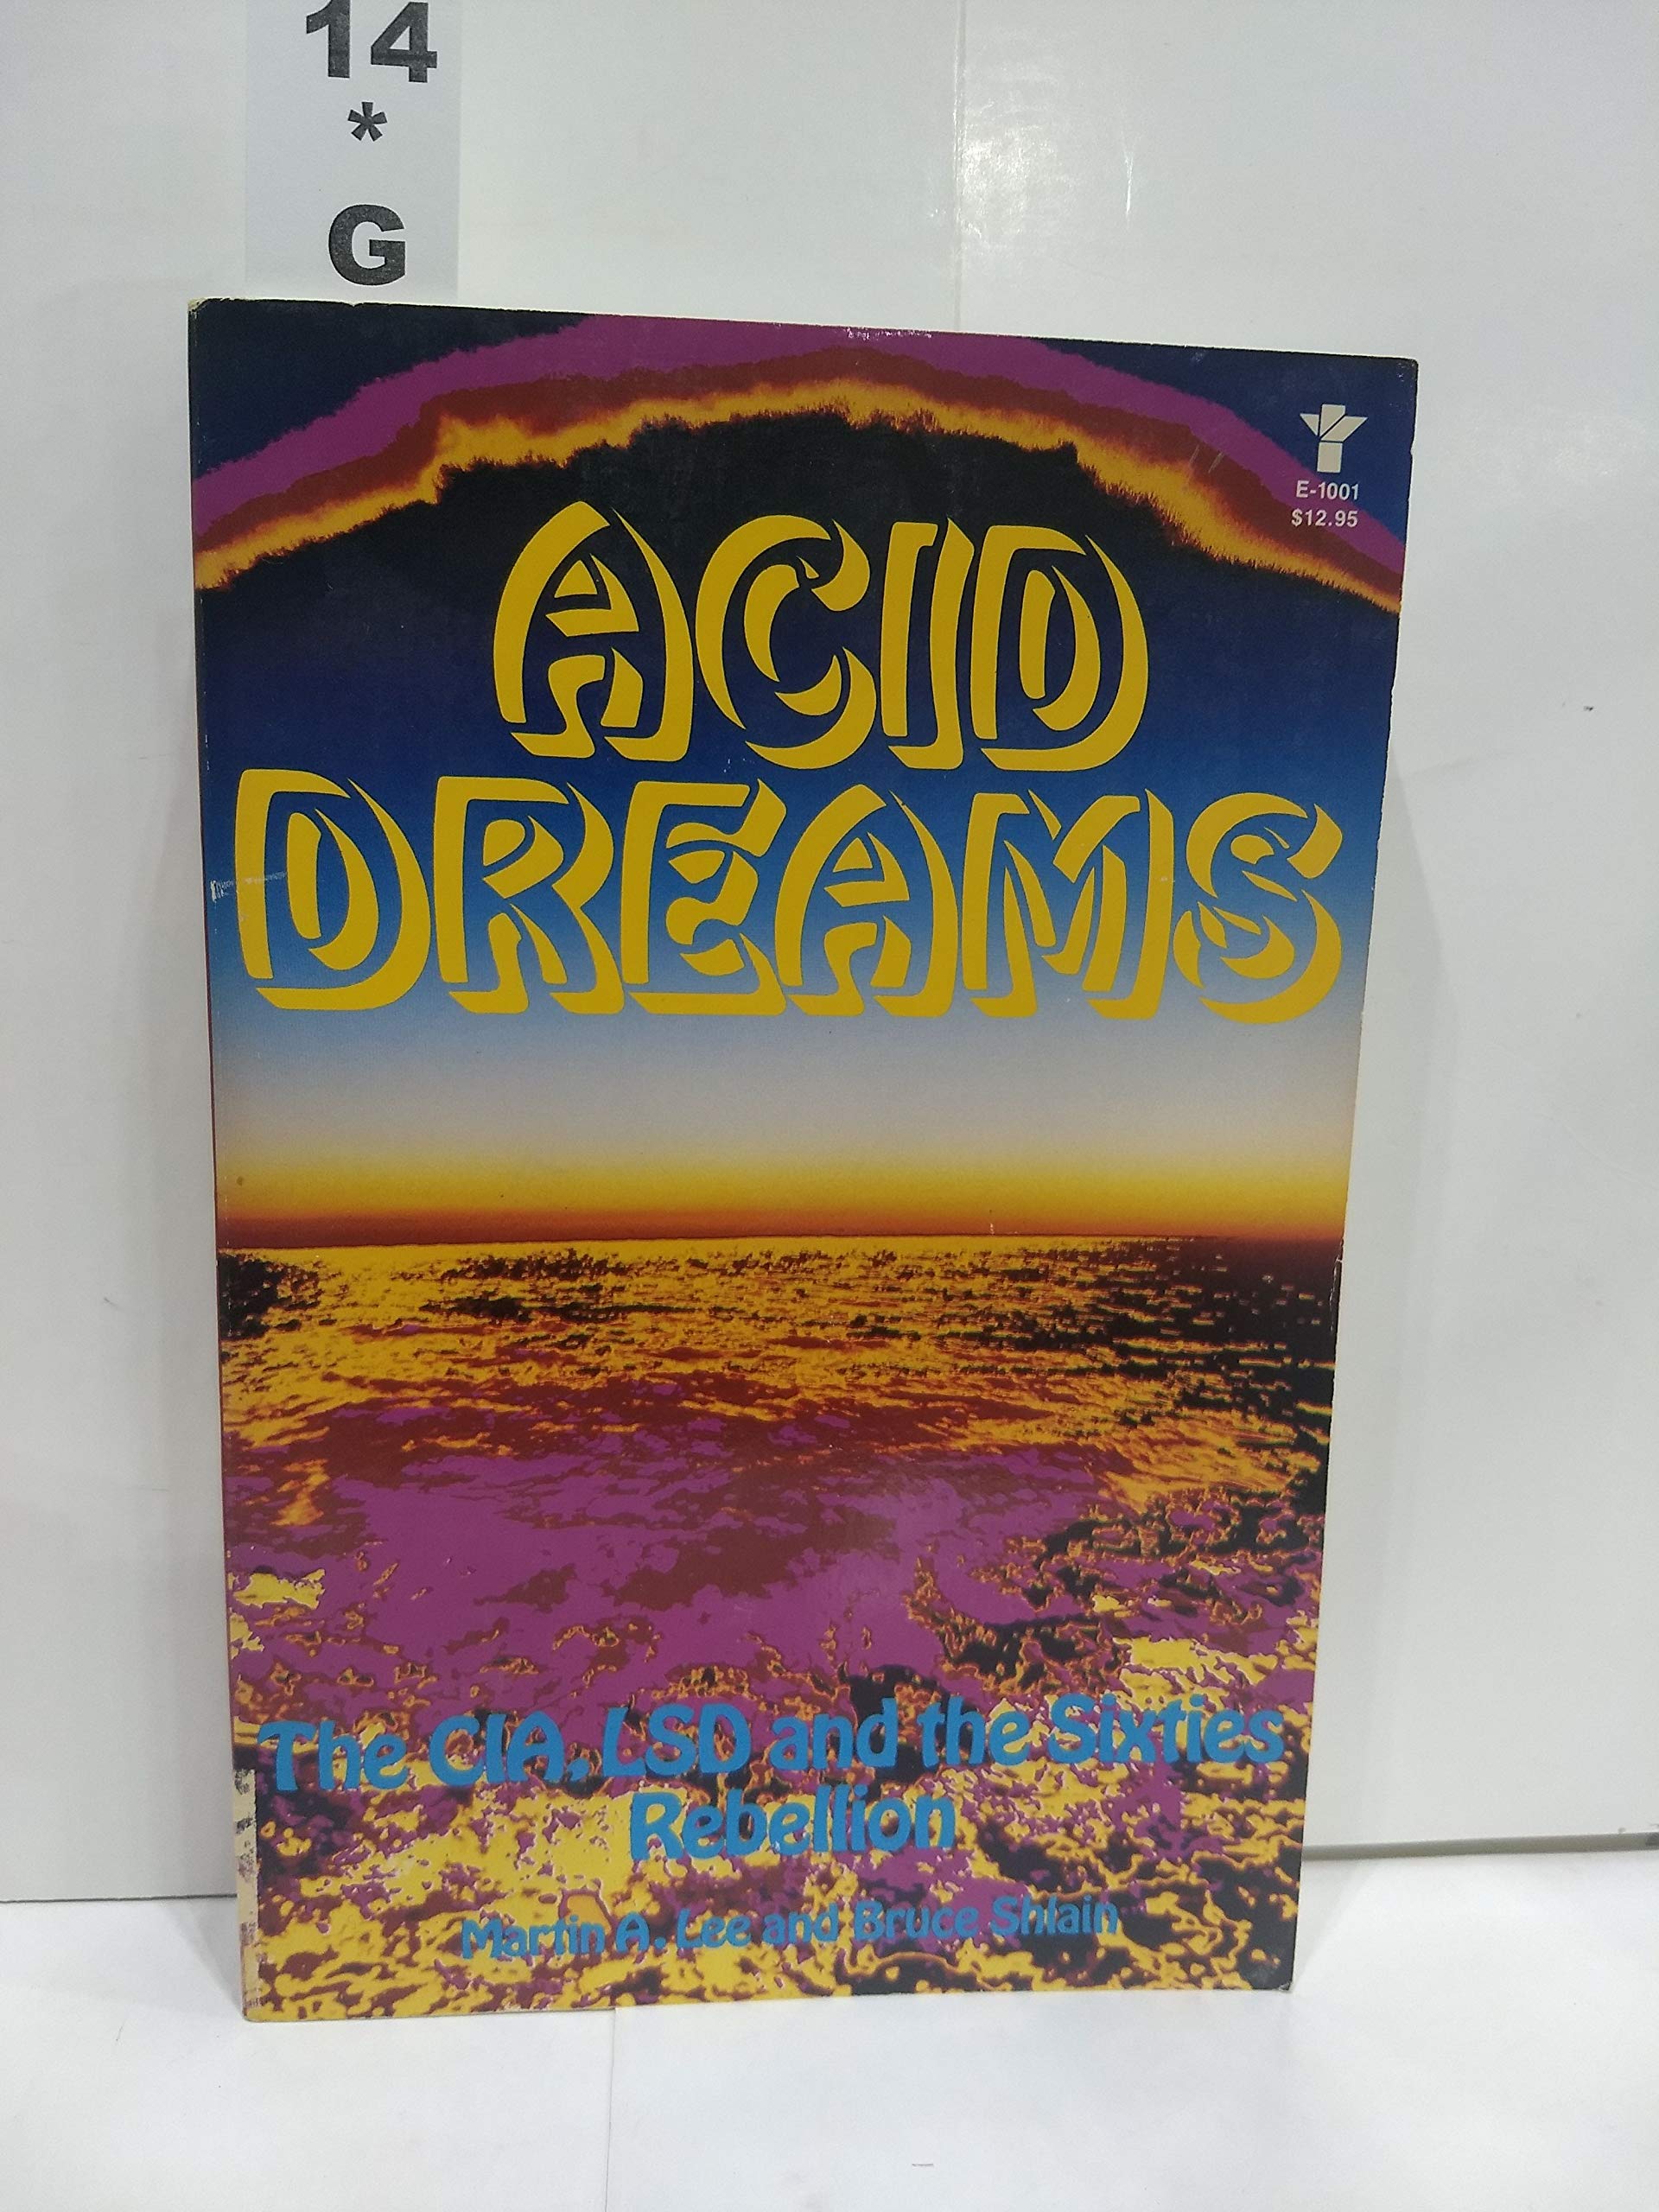 14
*
G
E-1001
$12.95
ACID
DREAMS
The CIA, LSD and the Sixties
Rebellion
Martin A. Lee and Bruce Shlain